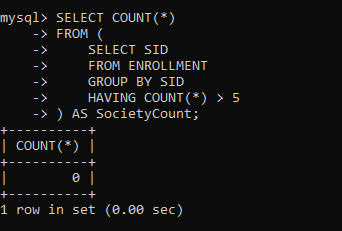 mysql> SELECT COUNT(*)
    -> FROM (
    ->     SELECT SID
    ->     FROM ENROLLMENT
    ->     GROUP BY SID
    ->     HAVING COUNT(*) > 5
    -> ) AS SocietyCount;
+----------+
| COUNT(*) |
+----------+
|        0 |
+----------+
1 row in set (0.00 sec)